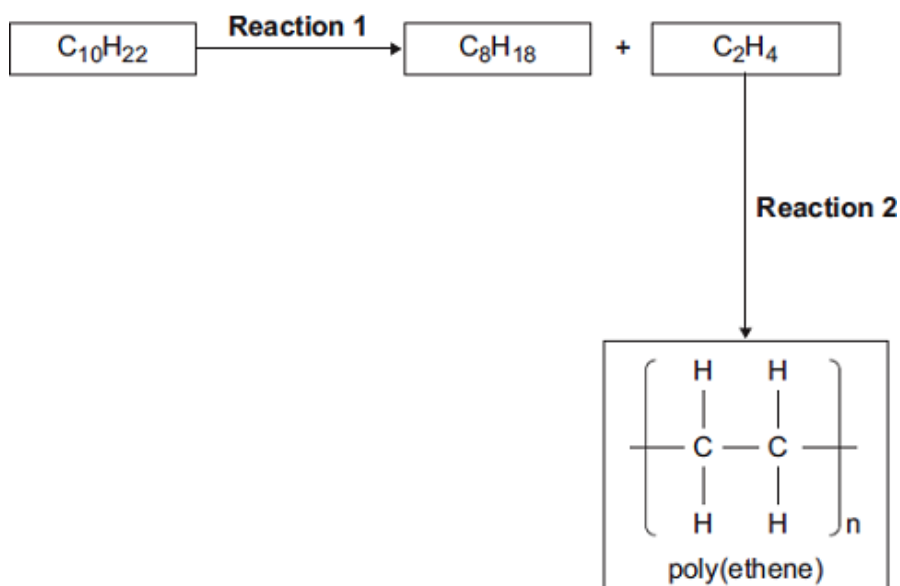 Reaction 1
C₁₀H₂₂ C₈H₁₈ + C₂H₄
Reaction 2
H H
C C
H H n
poly(ethene)